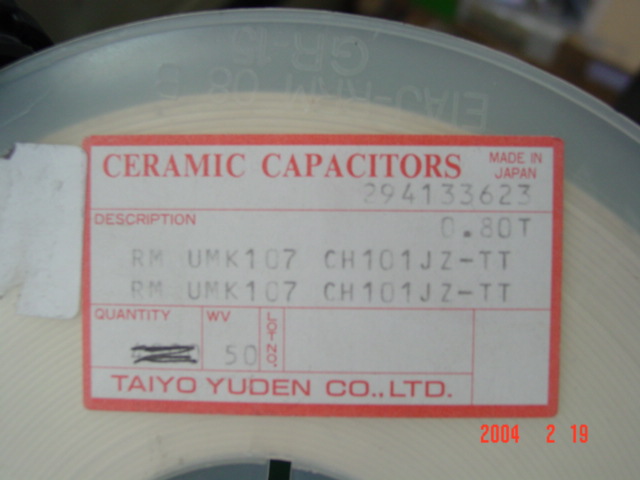 CERAMIC CAPACITORS
MADE IN
JAPAN
294133623
DESCRIPTION
0.80T
RM UMK107 CH101JZ-TT
RM UMK107 CH101JZ-TT
QUANTITY
WV
50
LOT NO.
TAIYO YUDEN CO.,LTD.
2004 2 19